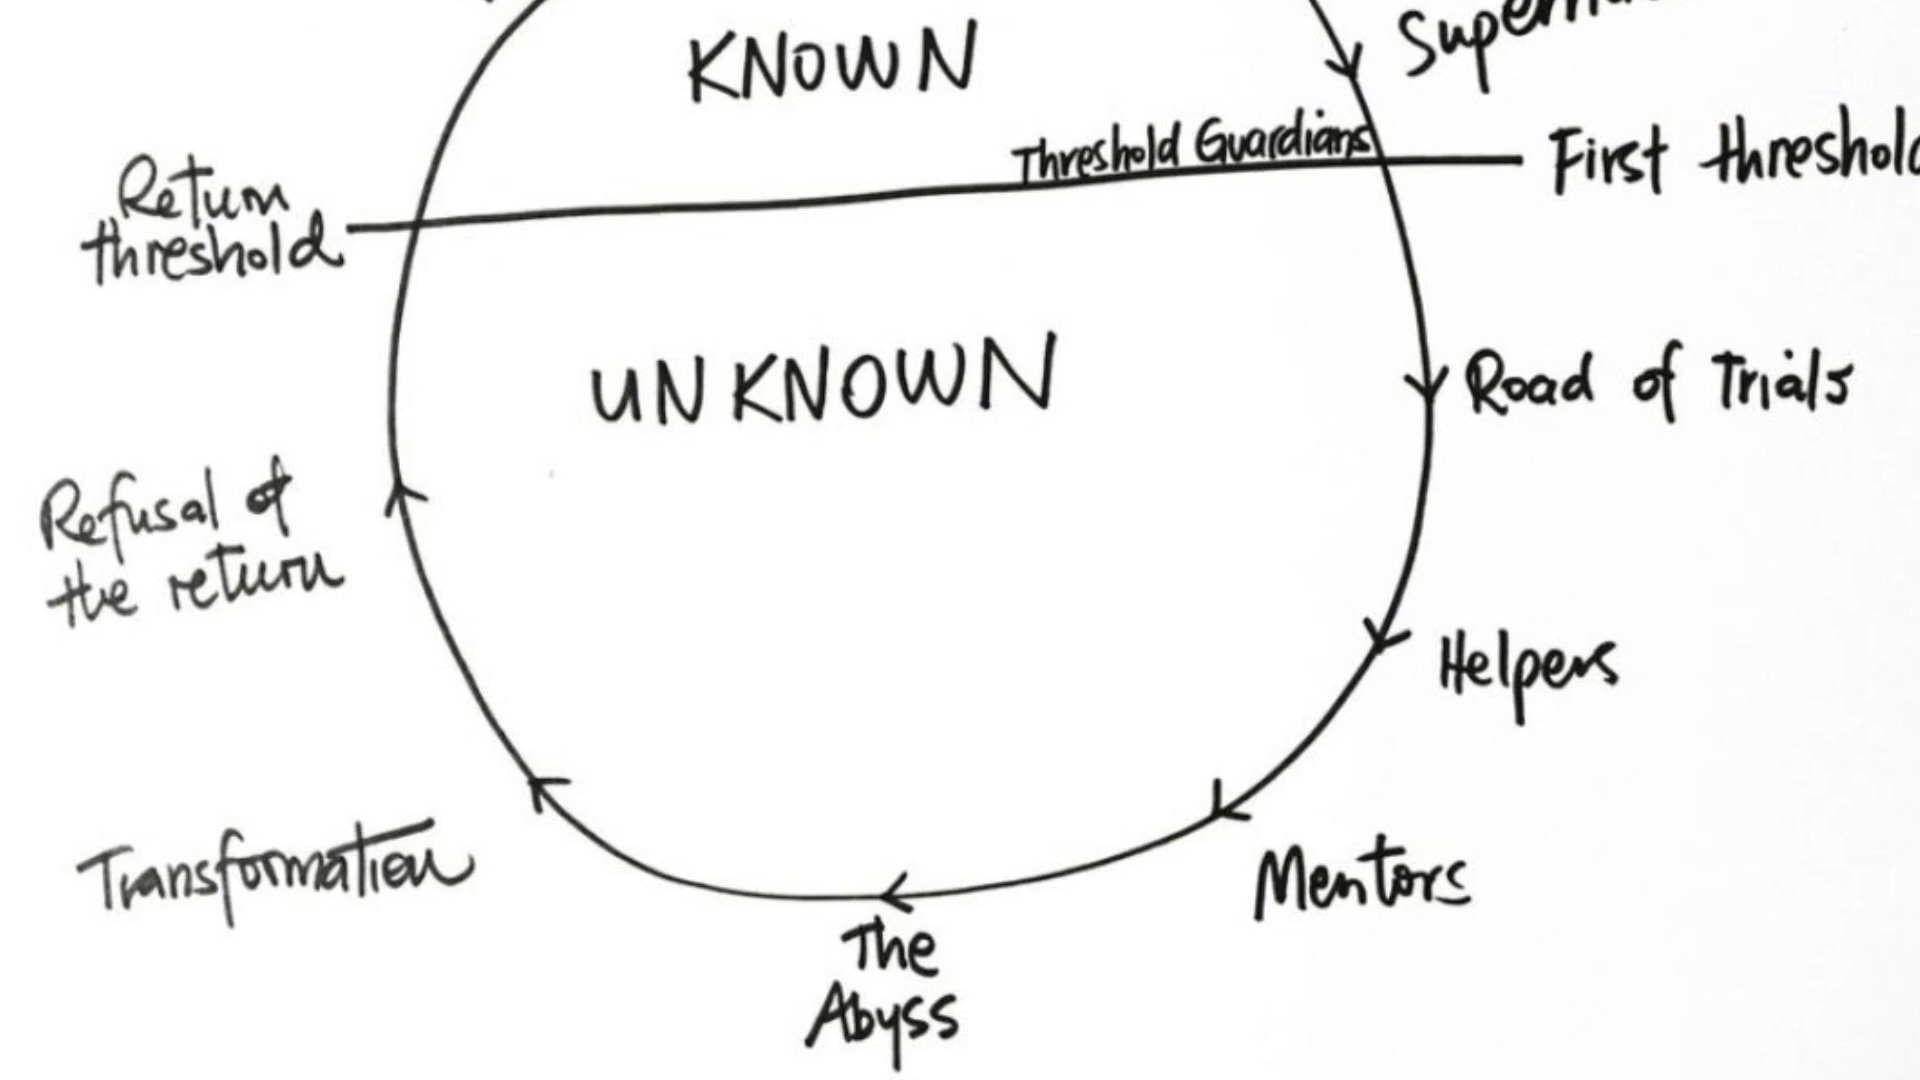 KNOWN
Threshold Guardians
First threshold
Return
threshold
UNKNOWN
Road of Trials
Refusal of
the return
Helpers
Transformation
Mentors
The
Abyss